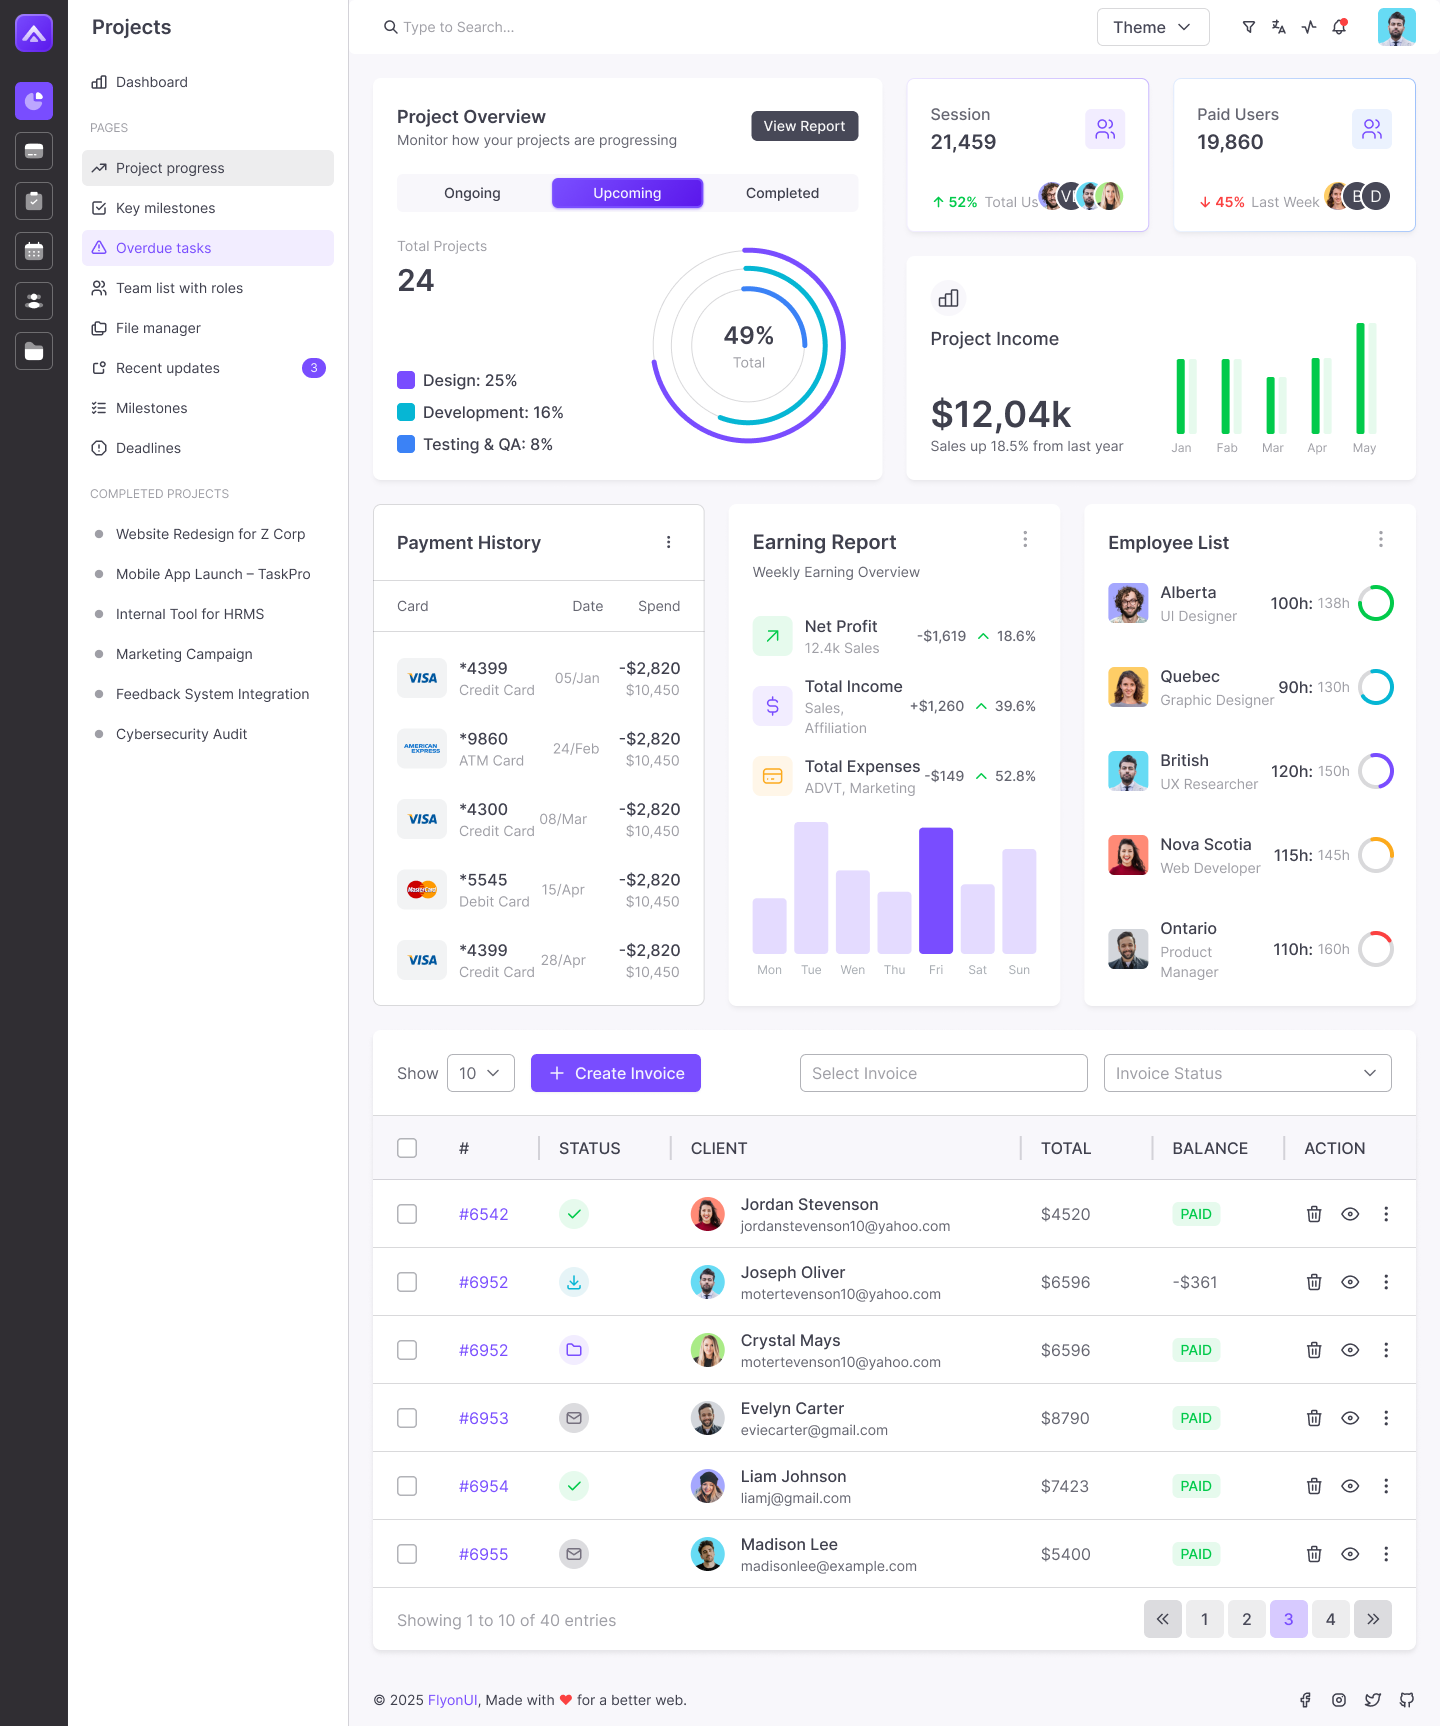 Projects
Type to Search...
Theme
Dashboard
PAGES
Project progress
Key milestones
Overdue tasks
Team list with roles
File manager
Recent updates 3
Milestones
Deadlines
COMPLETED PROJECTS
Website Redesign for Z Corp
Mobile App Launch – TaskPro
Internal Tool for HRMS
Marketing Campaign
Feedback System Integration
Cybersecurity Audit
Project Overview
Monitor how your projects are progressing
View Report
Ongoing Upcoming Completed
Total Projects
24
49%
Total
Design: 25%
Development: 16%
Testing & QA: 8%
Session
21,459
52% Total Us
Paid Users
19,860
45% Last Week
D
Project Income
$12,04k
Sales up 18.5% from last year
Jan Fab Mar Apr May
Payment History
Card Date Spend
VISA *4399 05/Jan -$2,820
Credit Card $10,450
AMERICAN EXPRESS *9860 24/Feb -$2,820
ATM Card $10,450
VISA *4300 08/Mar -$2,820
Credit Card $10,450
MasterCard *5545 15/Apr -$2,820
Debit Card $10,450
VISA *4399 28/Apr -$2,820
Credit Card $10,450
Earning Report
Weekly Earning Overview
Net Profit -$1,619 18.6%
12.4k Sales
Total Income +$1,260 39.6%
Sales,
Affiliation
Total Expenses -$149 52.8%
ADVT, Marketing
Mon Tue Wen Thu Fri Sat Sun
Employee List
Alberta 100h: 138h
UI Designer
Quebec 90h: 130h
Graphic Designer
British 120h: 150h
UX Researcher
Nova Scotia 115h: 145h
Web Developer
Ontario 110h: 160h
Product
Manager
Show 10 Create Invoice Select Invoice Invoice Status
# STATUS CLIENT TOTAL BALANCE ACTION
#6542 Jordan Stevenson $4520 PAID
jordanstevenson10@yahoo.com
#6952 Joseph Oliver $6596 -$361
motertevenson10@yahoo.com
#6952 Crystal Mays $6596 PAID
motertevenson10@yahoo.com
#6953 Evelyn Carter $8790 PAID
eviecarter@gmail.com
#6954 Liam Johnson $7423 PAID
liamj@gmail.com
#6955 Madison Lee $5400 PAID
madisonlee@example.com
Showing 1 to 10 of 40 entries
1 2 3 4
© 2025 FlyonUI, Made with ❤ for a better web.